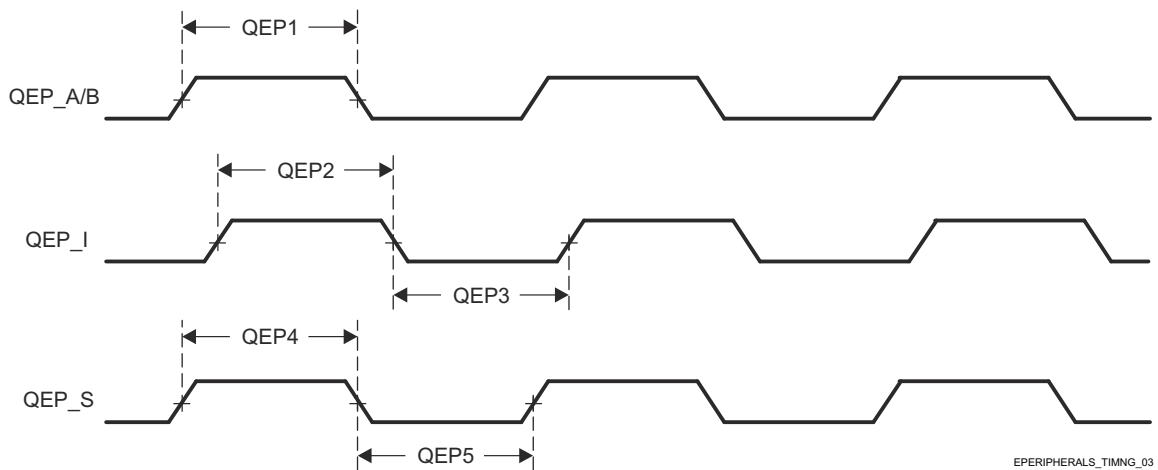 QEP1
QEP_A/B
QEP2
QEP_I
QEP3
QEP4
QEP_S
QEP5
EPERIPHERALS_TIMNG_03